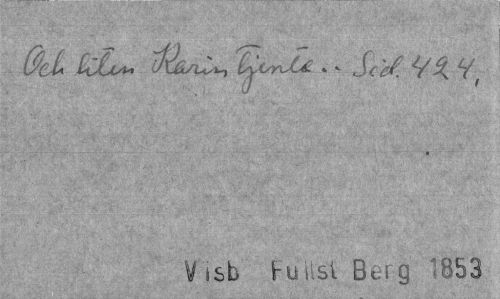 Och liten Karin tjente.. Sid. 424,
Visb Fullst Berg 1853